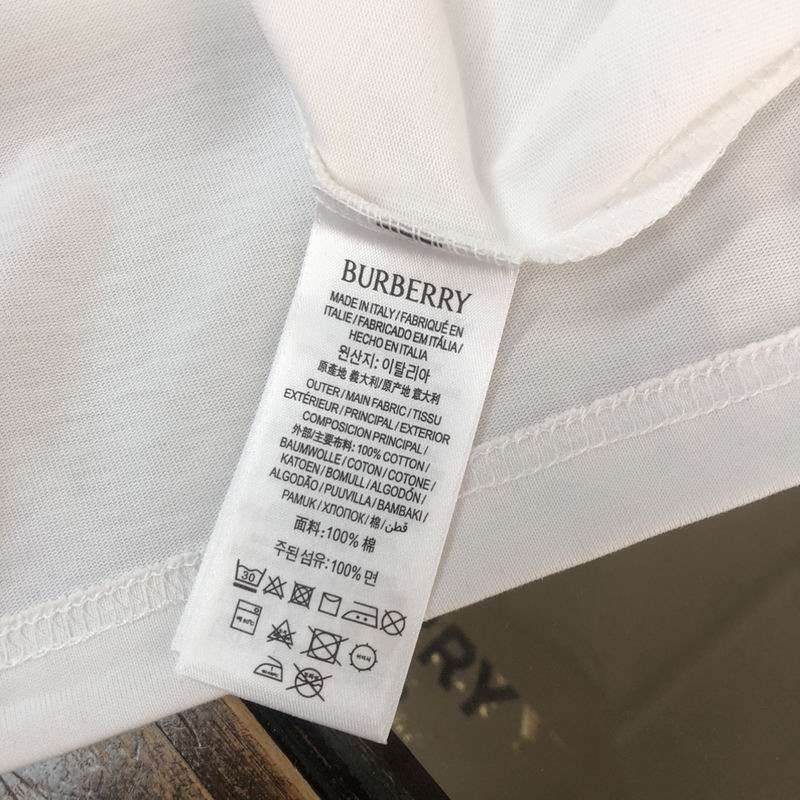 BURBERRY
MADE IN ITALY / FABRIQUÉ EN
ITALIE / FABRICADO EM ITÁLIA /
HECHO EN ITALIA
원산지: 이탈리아
原產地 義大利/原产地 意大利
OUTER / MAIN FABRIC / TISSU
EXTÉRIEUR / PRINCIPAL / EXTERIOR
COMPOSICION PRINCIPAL /
外部/主要布料: 100% COTTON /
BAUMWOLLE / COTON / COTONE /
KATOEN / BOMULL / ALGODÓN /
ALGODÃO / PUUVILLA / BAMBAKI /
PAMUK / ХЛОПОК / 棉 / قطن
面料: 100% 棉
주된 섬유: 100% 면
30
RY